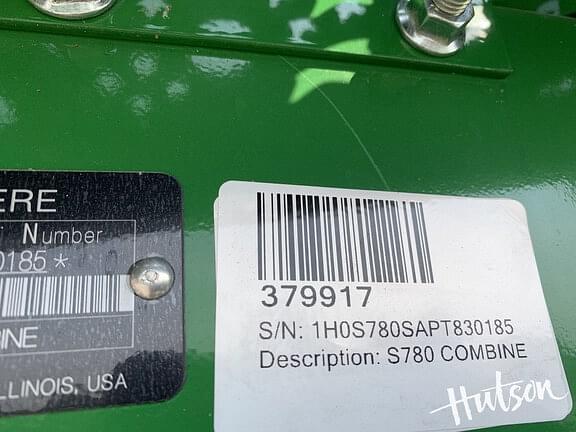 ERE
Number
0185*
INE
LLINOIS, USA
379917
S/N: 1H0S780SAPT830185
Description: S780 COMBINE
Hutson